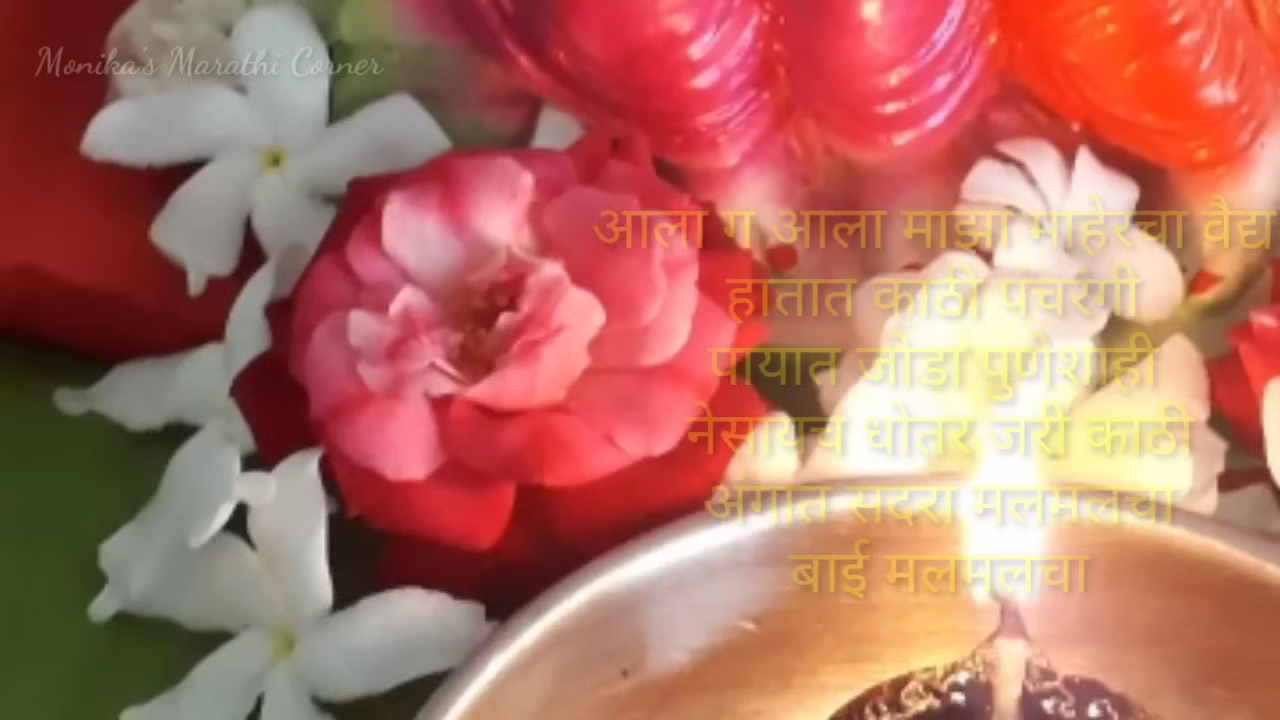 Monika's Marathi Corner
आला ग आला माझा माहेरचा वैद्य
हातात काठी पंचरंगी
पायात जोडा पुणेशाही
नेसायच धोतर जरी काठी
अंगात सदरा मलमलचा
बाई मलमलचा